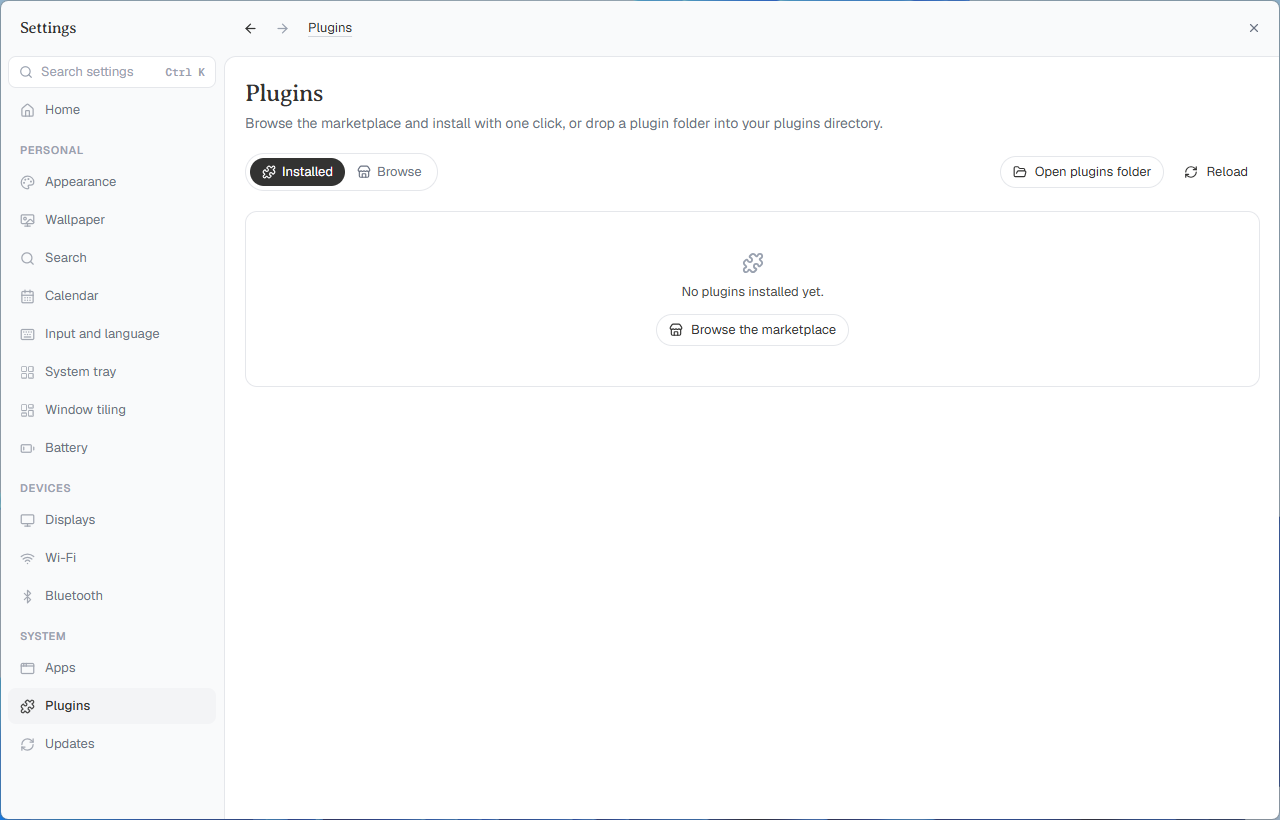 Settings
Plugins
Search settings Ctrl K
Home
PERSONAL
Appearance
Wallpaper
Search
Calendar
Input and language
System tray
Window tiling
Battery
DEVICES
Displays
Wi-Fi
Bluetooth
SYSTEM
Apps
Plugins
Updates
Plugins
Browse the marketplace and install with one click, or drop a plugin folder into your plugins directory.
Installed Browse Open plugins folder Reload
No plugins installed yet.
Browse the marketplace